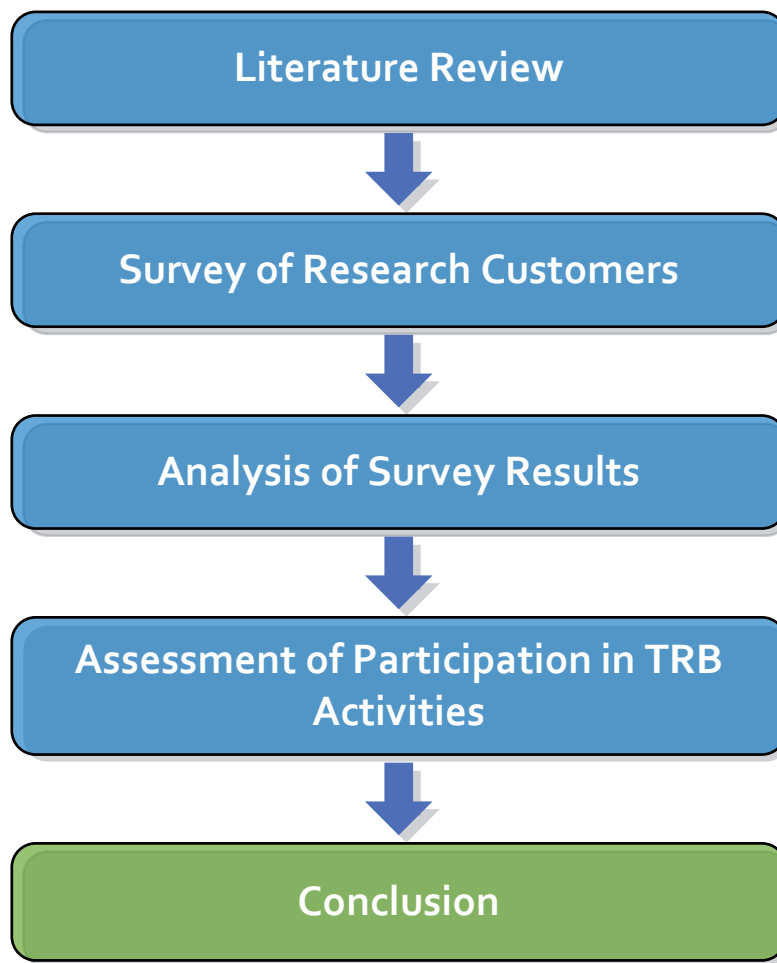 Literature Review
Survey of Research Customers
Analysis of Survey Results
Assessment of Participation in TRB
Activities
Conclusion